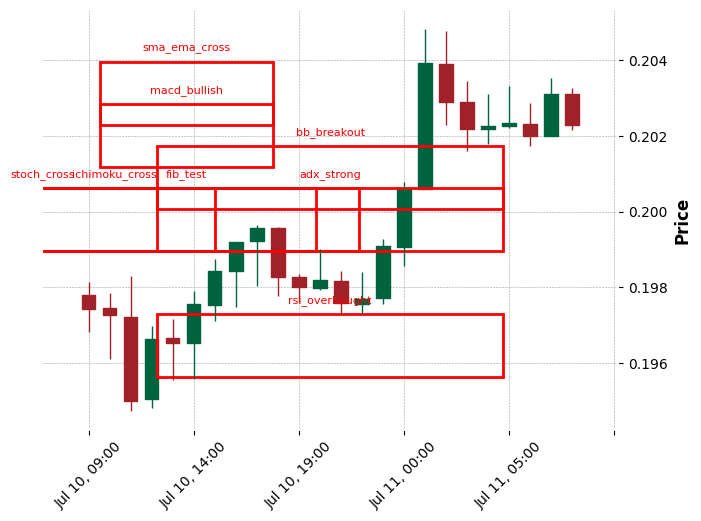 sma_ema_cross
macd_bullish
bb_breakout
stoch_cross
ichimoku_cross
fib_test
adx_strong
rsi_overbought
0.204
0.202
0.200
0.198
0.196
Price
Jul 10, 09:00
Jul 10, 14:00
Jul 10, 19:00
Jul 11, 00:00
Jul 11, 05:00